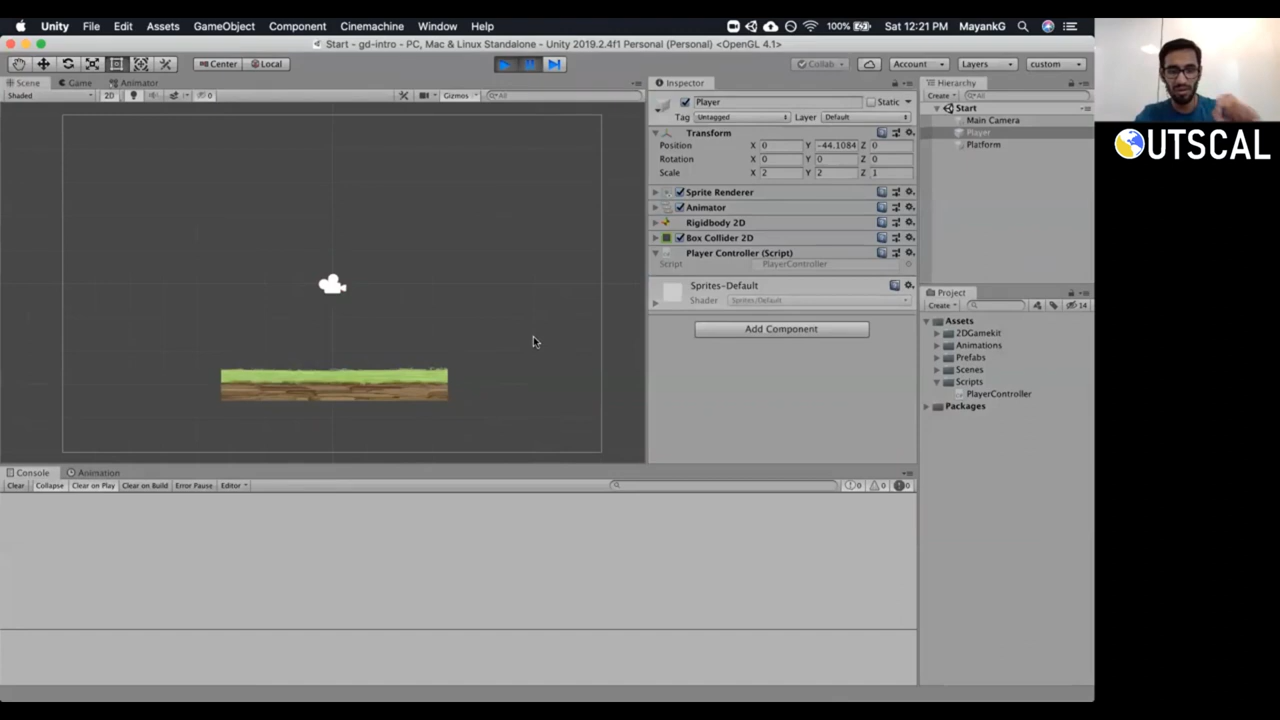 Unity File Edit Assets GameObject Component Cinemachine Window Help 100% Sat 12:21 PM MayankG
Start - gd-intro - PC, Mac & Linux Standalone - Unity 2019.2.4f1 Personal (Personal) <OpenGL 4.1>
Center Local Collab Account Layers custom
Scene Game Animator Inspector Hierarchy
Shaded 2D Gizmos All Create All
Player Static
Tag Untagged Layer Default
Transform
Position X 0 Y -44.1084 Z 0
Rotation X 0 Y 0 Z 0
Scale X 2 Y 2 Z 1
Sprite Renderer
Animator
Rigidbody 2D
Box Collider 2D
Player Controller (Script)
Script PlayerController
Sprites-Default
Shader Sprites/Default
Add Component
Start
Main Camera
Player
Platform
Project
Create 14
Assets
2DGamekit
Animations
Prefabs
Scenes
Scripts
PlayerController
Packages
Console Animation
Clear Collapse Clear on Play Clear on Build Error Pause Editor 0 0 0
OUTSCAL